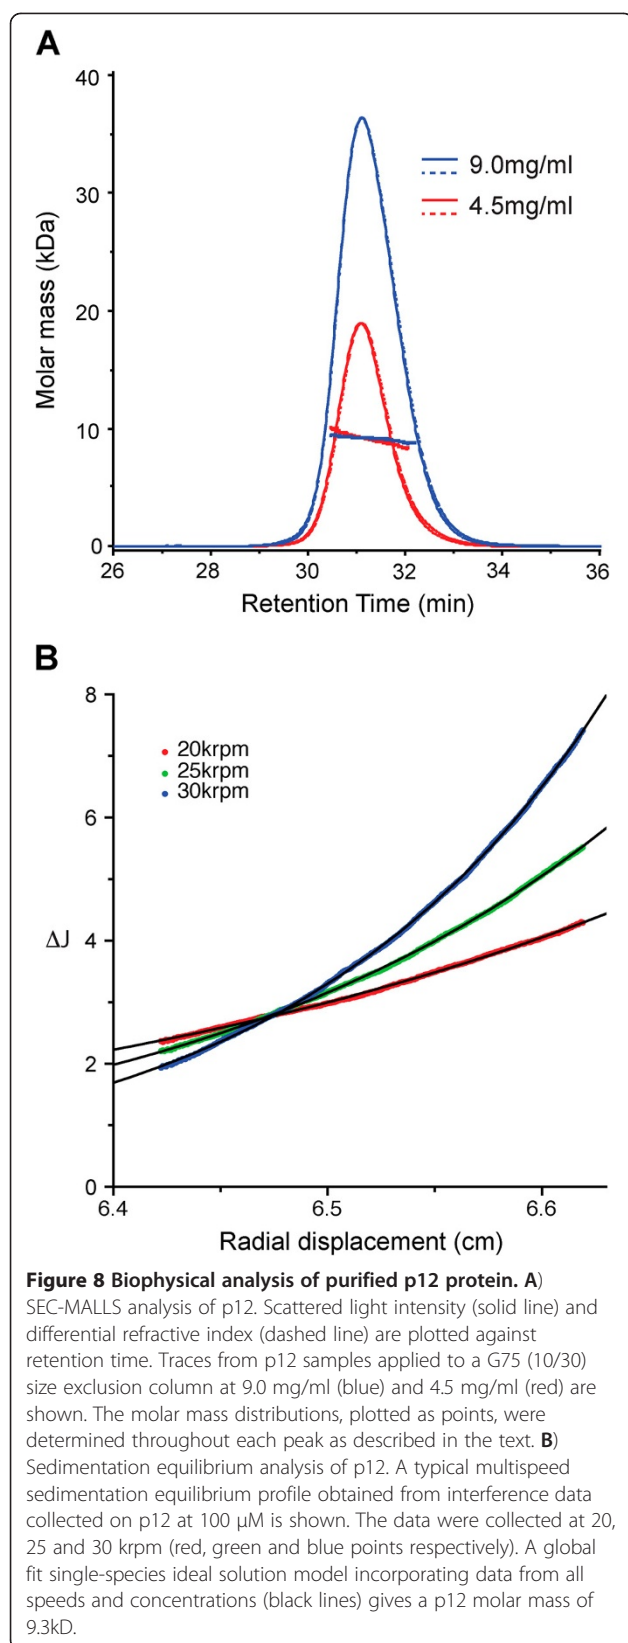 A
40
30
20
10
0
Molar mass (kDa)
9.0mg/ml
4.5mg/ml
26 28 30 32 34 36
Retention Time (min)
B
8
6
4
2
0
ΔJ
20krpm
25krpm
30krpm
6.4 6.5 6.6
Radial displacement (cm)
Figure 8 Biophysical analysis of purified p12 protein. A)
SEC-MALLS analysis of p12. Scattered light intensity (solid line) and
differential refractive index (dashed line) are plotted against
retention time. Traces from p12 samples applied to a G75 (10/30)
size exclusion column at 9.0 mg/ml (blue) and 4.5 mg/ml (red) are
shown. The molar mass distributions, plotted as points, were
determined throughout each peak as described in the text. B)
Sedimentation equilibrium analysis of p12. A typical multispeed
sedimentation equilibrium profile obtained from interference data
collected on p12 at 100 μM is shown. The data were collected at 20,
25 and 30 krpm (red, green and blue points respectively). A global
fit single-species ideal solution model incorporating data from all
speeds and concentrations (black lines) gives a p12 molar mass of
9.3kD.